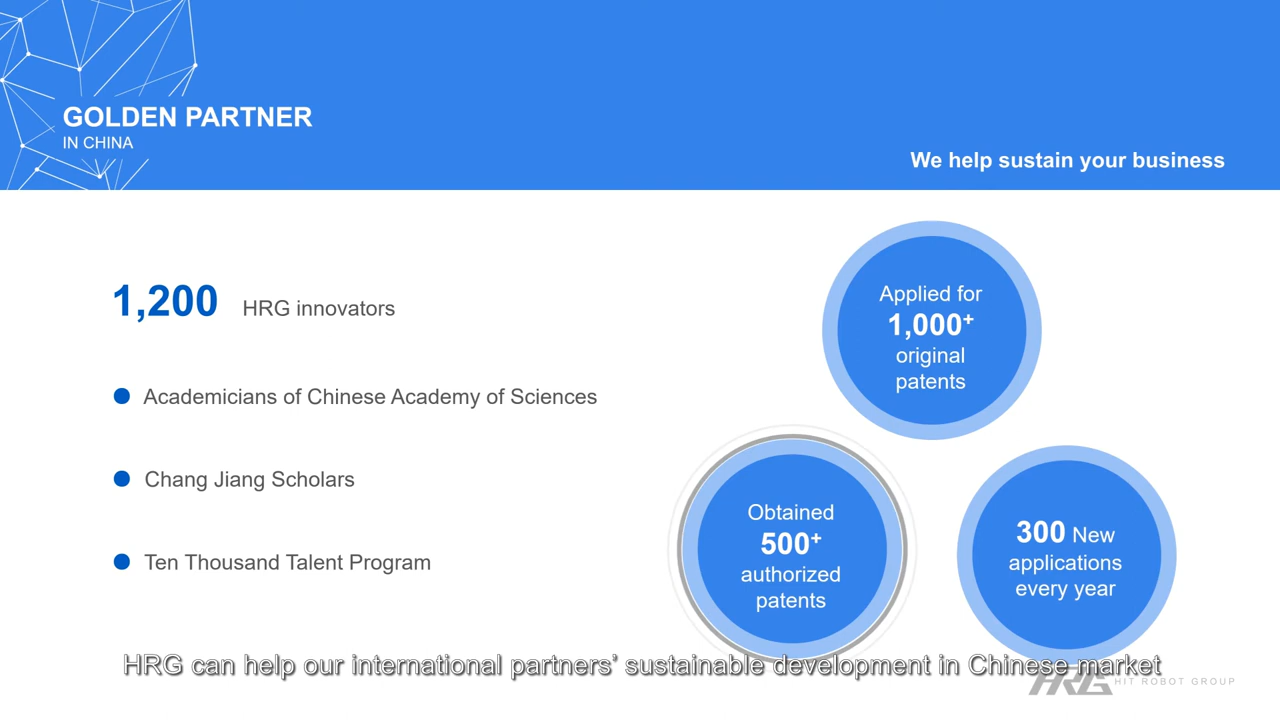 GOLDEN PARTNER
IN CHINA
We help sustain your business
1,200 HRG innovators
Academicians of Chinese Academy of Sciences
Chang Jiang Scholars
Ten Thousand Talent Program
Applied for
1,000+
original
patents
Obtained
500+
authorized
patents
300 New
applications
every year
HRG can help our international partners’ sustainable development in Chinese market
HRG HIT ROBOT GROUP